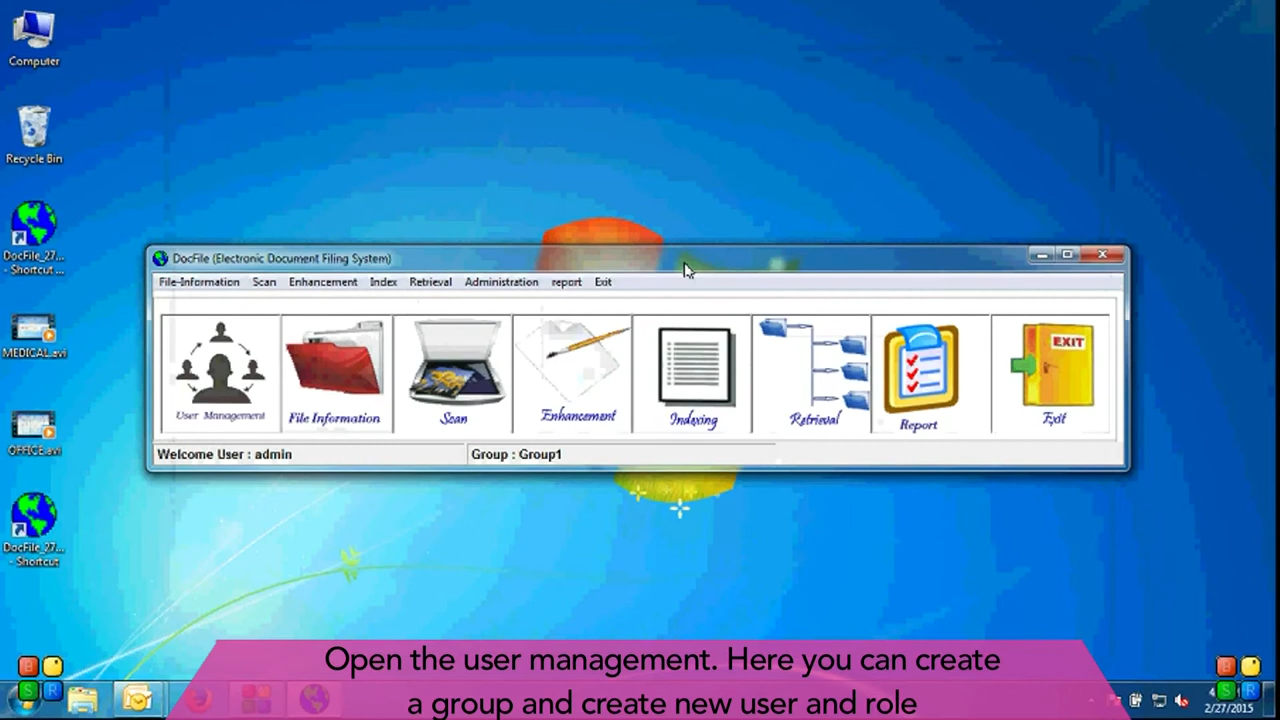 Computer
Recycle Bin
DocFile_27...
- Shortcut ...
MEDICAL.avi
OFFICE.avi
DocFile_27...
- Shortcut
DocFile (Electronic Document Filing System)
File-Information Scan Enhancement Index Retrieval Administration report Exit
EXIT
User Management File Information Scan Enhancement Indexing Retrieval Report Exit
Welcome User : admin Group : Group1
Open the user management. Here you can create
a group and create new user and role
B
S R
B
S R
2/27/2015